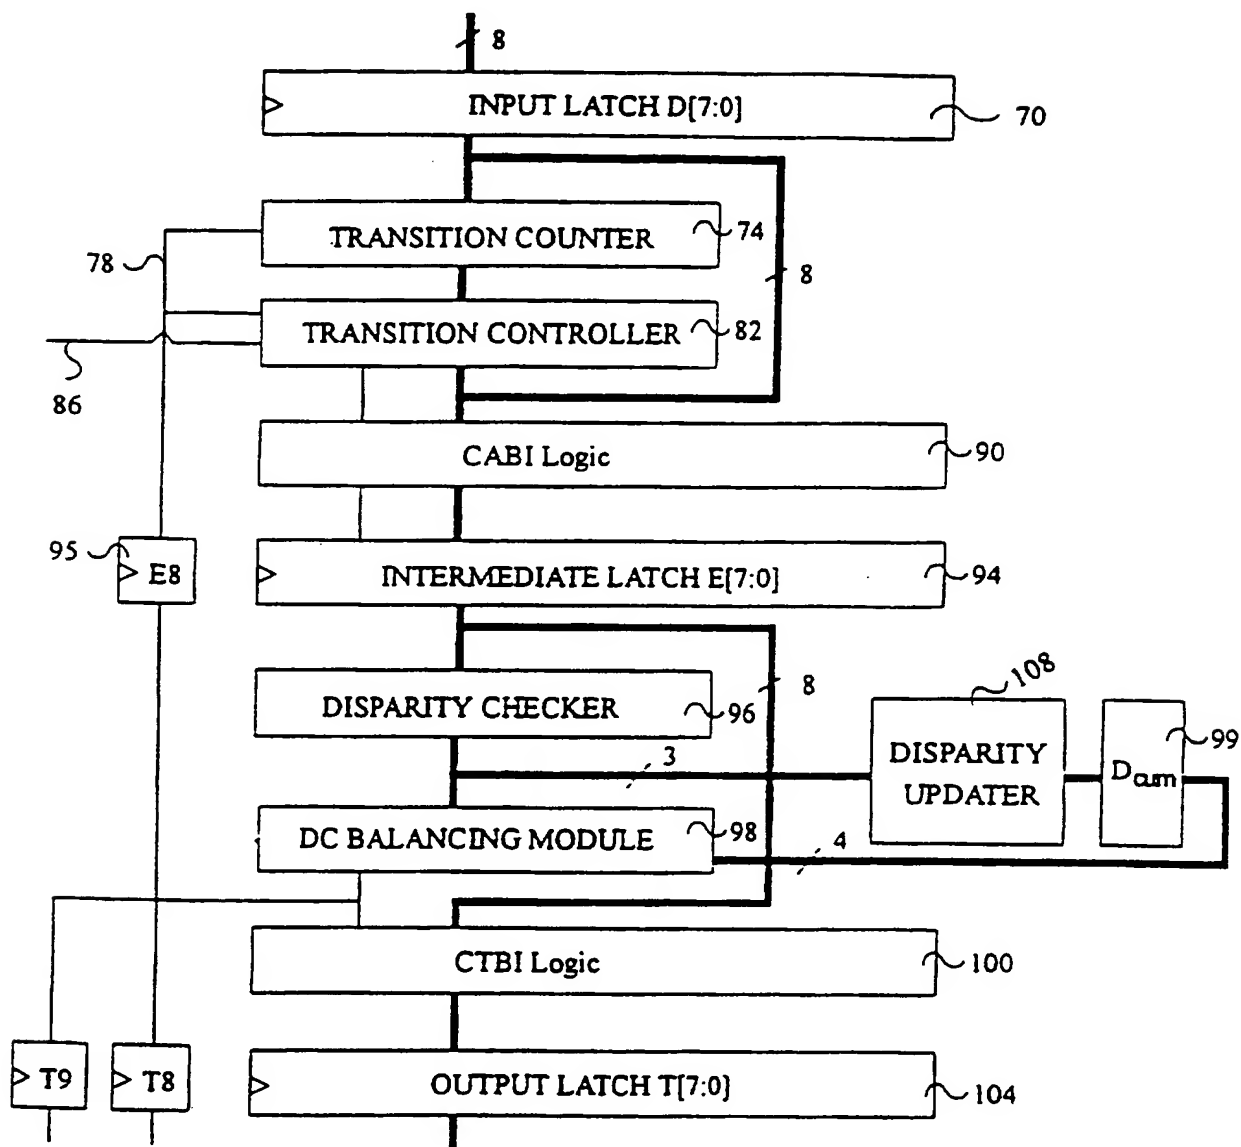 8
INPUT LATCH D[7:0]
70
TRANSITION COUNTER
74
78
8
TRANSITION CONTROLLER
82
86
CABI Logic
90
95
E8
INTERMEDIATE LATCH E[7:0]
94
DISPARITY CHECKER
96
8
108
DISPARITY
UPDATER
99
Dcum
3
DC BALANCING MODULE
98
4
CTBI Logic
100
T9
T8
OUTPUT LATCH T[7:0]
104